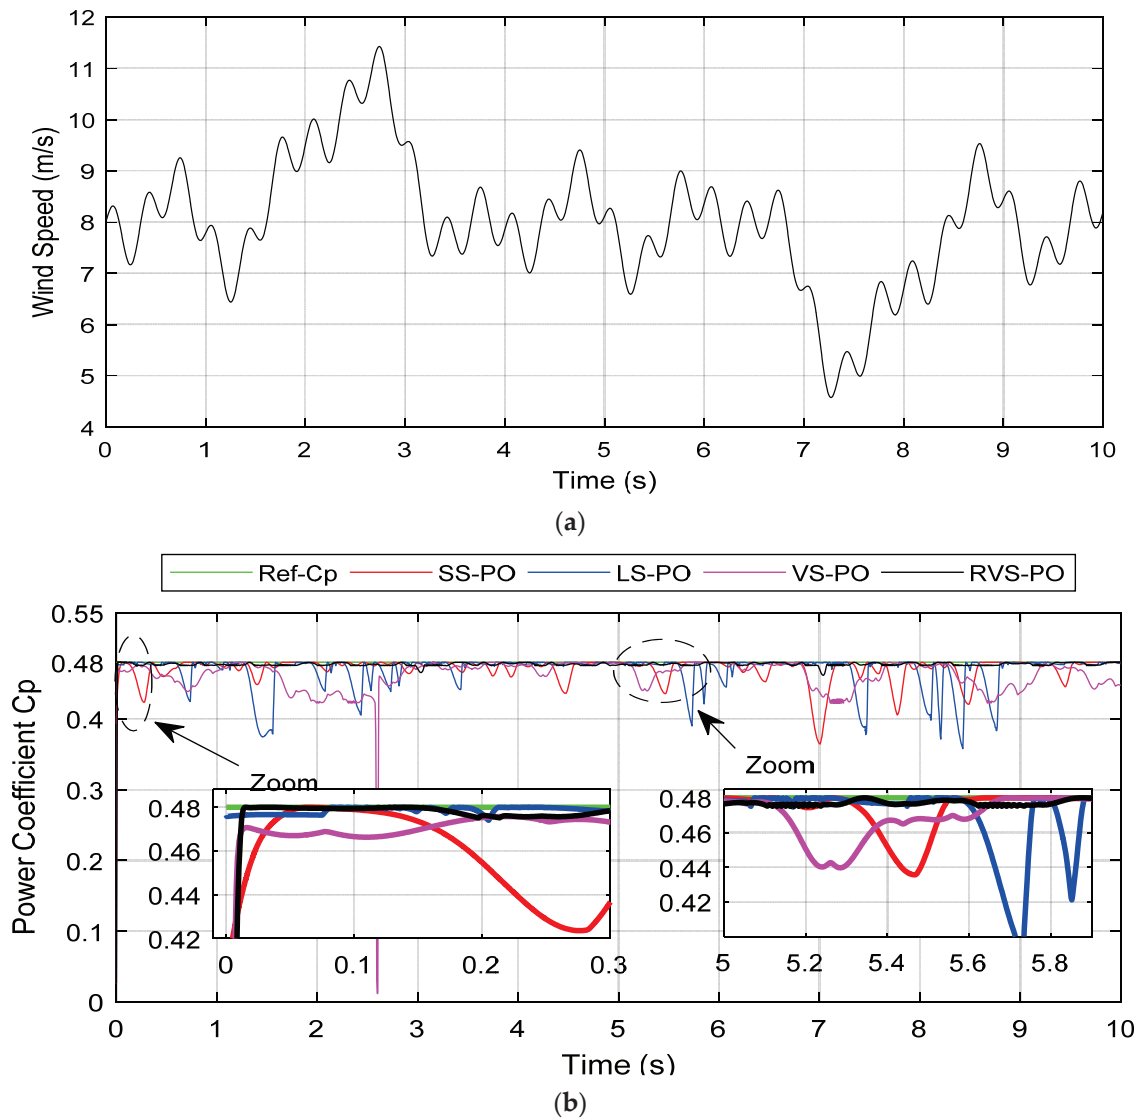 12
11
10
9
8
7
6
5
4
Wind Speed (m/s)
0 1 2 3 4 5 6 7 8 9 10
Time (s)
(a)
Ref-Cp SS-PO LS-PO VS-PO RVS-PO
0.55
0.48
0.4
0.3
0.2
0.1
0
Power Coefficient Cp
Zoom
Zoom
0.48
0.46
0.44
0.42
0 0.1 0.2 0.3
0.48
0.46
0.44
0.42
5 5.2 5.4 5.6 5.8
0 1 2 3 4 5 6 7 8 9 10
Time (s)
(b)